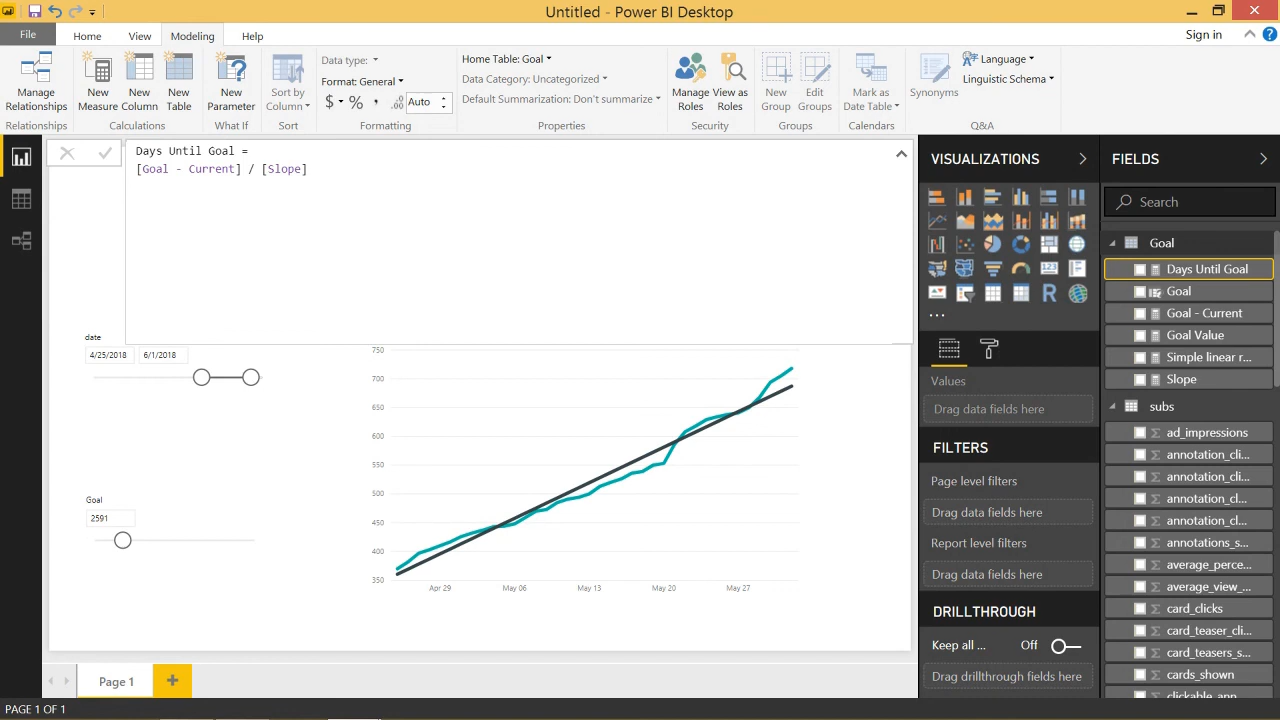 Untitled - Power BI Desktop
File
Home
View
Modeling
Help
Sign in
Manage Relationships
New Measure
New Column
New Table
New Parameter
Sort by Column
Data type:
Format: General
$ % , .00 Auto
Home Table: Goal
Data Category: Uncategorized
Default Summarization: Don't summarize
Manage Roles
View as Roles
New Group
Edit Groups
Mark as Date Table
Synonyms
Language
Linguistic Schema
Relationships
Calculations
What If
Sort
Formatting
Properties
Security
Groups
Calendars
Q&A
Days Until Goal =
[Goal - Current] / [Slope]
date
4/25/2018
6/1/2018
Goal
2591
750
700
650
600
550
500
450
400
350
Apr 29
May 06
May 13
May 20
May 27
VISUALIZATIONS
123
R
...
Values
Drag data fields here
FILTERS
Page level filters
Drag data fields here
Report level filters
Drag data fields here
DRILLTHROUGH
Keep all ...
Off
Drag drillthrough fields here
FIELDS
Search
Goal
Days Until Goal
Goal
Goal - Current
Goal Value
Simple linear r...
Slope
subs
ad_impressions
annotation_cli...
annotation_cli...
annotation_cl...
annotation_cl...
annotations_s...
average_perce...
average_view_...
card_clicks
card_teaser_cli...
card_teasers_s...
cards_shown
Page 1
PAGE 1 OF 1